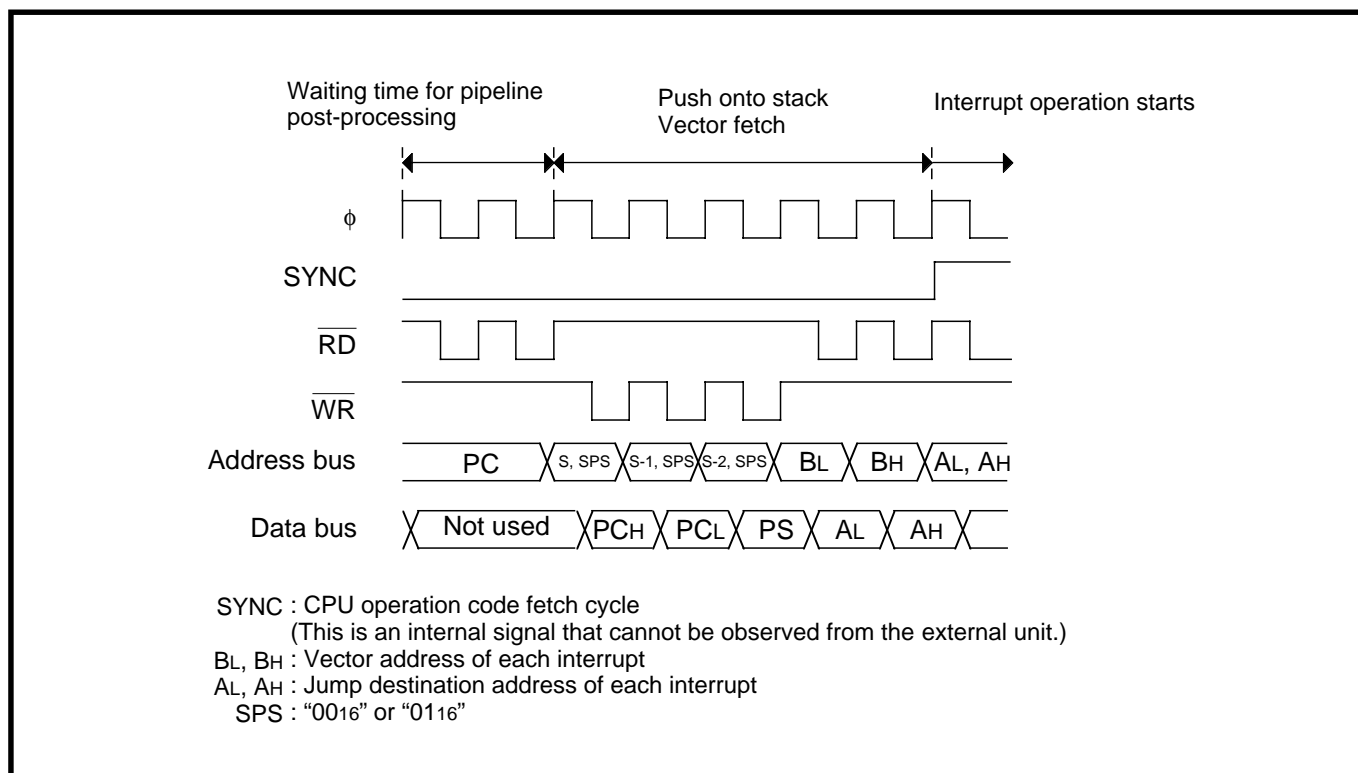 Waiting time for pipeline
post-processing
Push onto stack
Vector fetch
Interrupt operation starts
φ
SYNC
RD
WR
Address bus
PC
S, SPS
S-1, SPS
S-2, SPS
BL
BH
AL, AH
Data bus
Not used
PCH
PCL
PS
AL
AH
SYNC : CPU operation code fetch cycle
(This is an internal signal that cannot be observed from the external unit.)
BL, BH : Vector address of each interrupt
AL, AH : Jump destination address of each interrupt
SPS : “0016” or “0116”